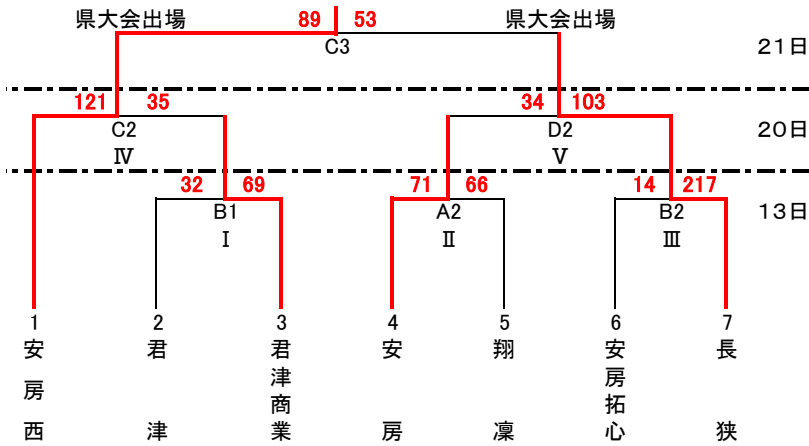 県大会出場 89 53 県大会出場
C3 21日
121 35 34 103
C2 D2 20日
Ⅳ Ⅴ
32 69 71 66 14 217
B1 A2 B2 13日
Ⅰ Ⅱ Ⅲ
1 2 3 4 5 6 7
安房西
君津
君津商業
安房
翔凜
安房拓心
長狭